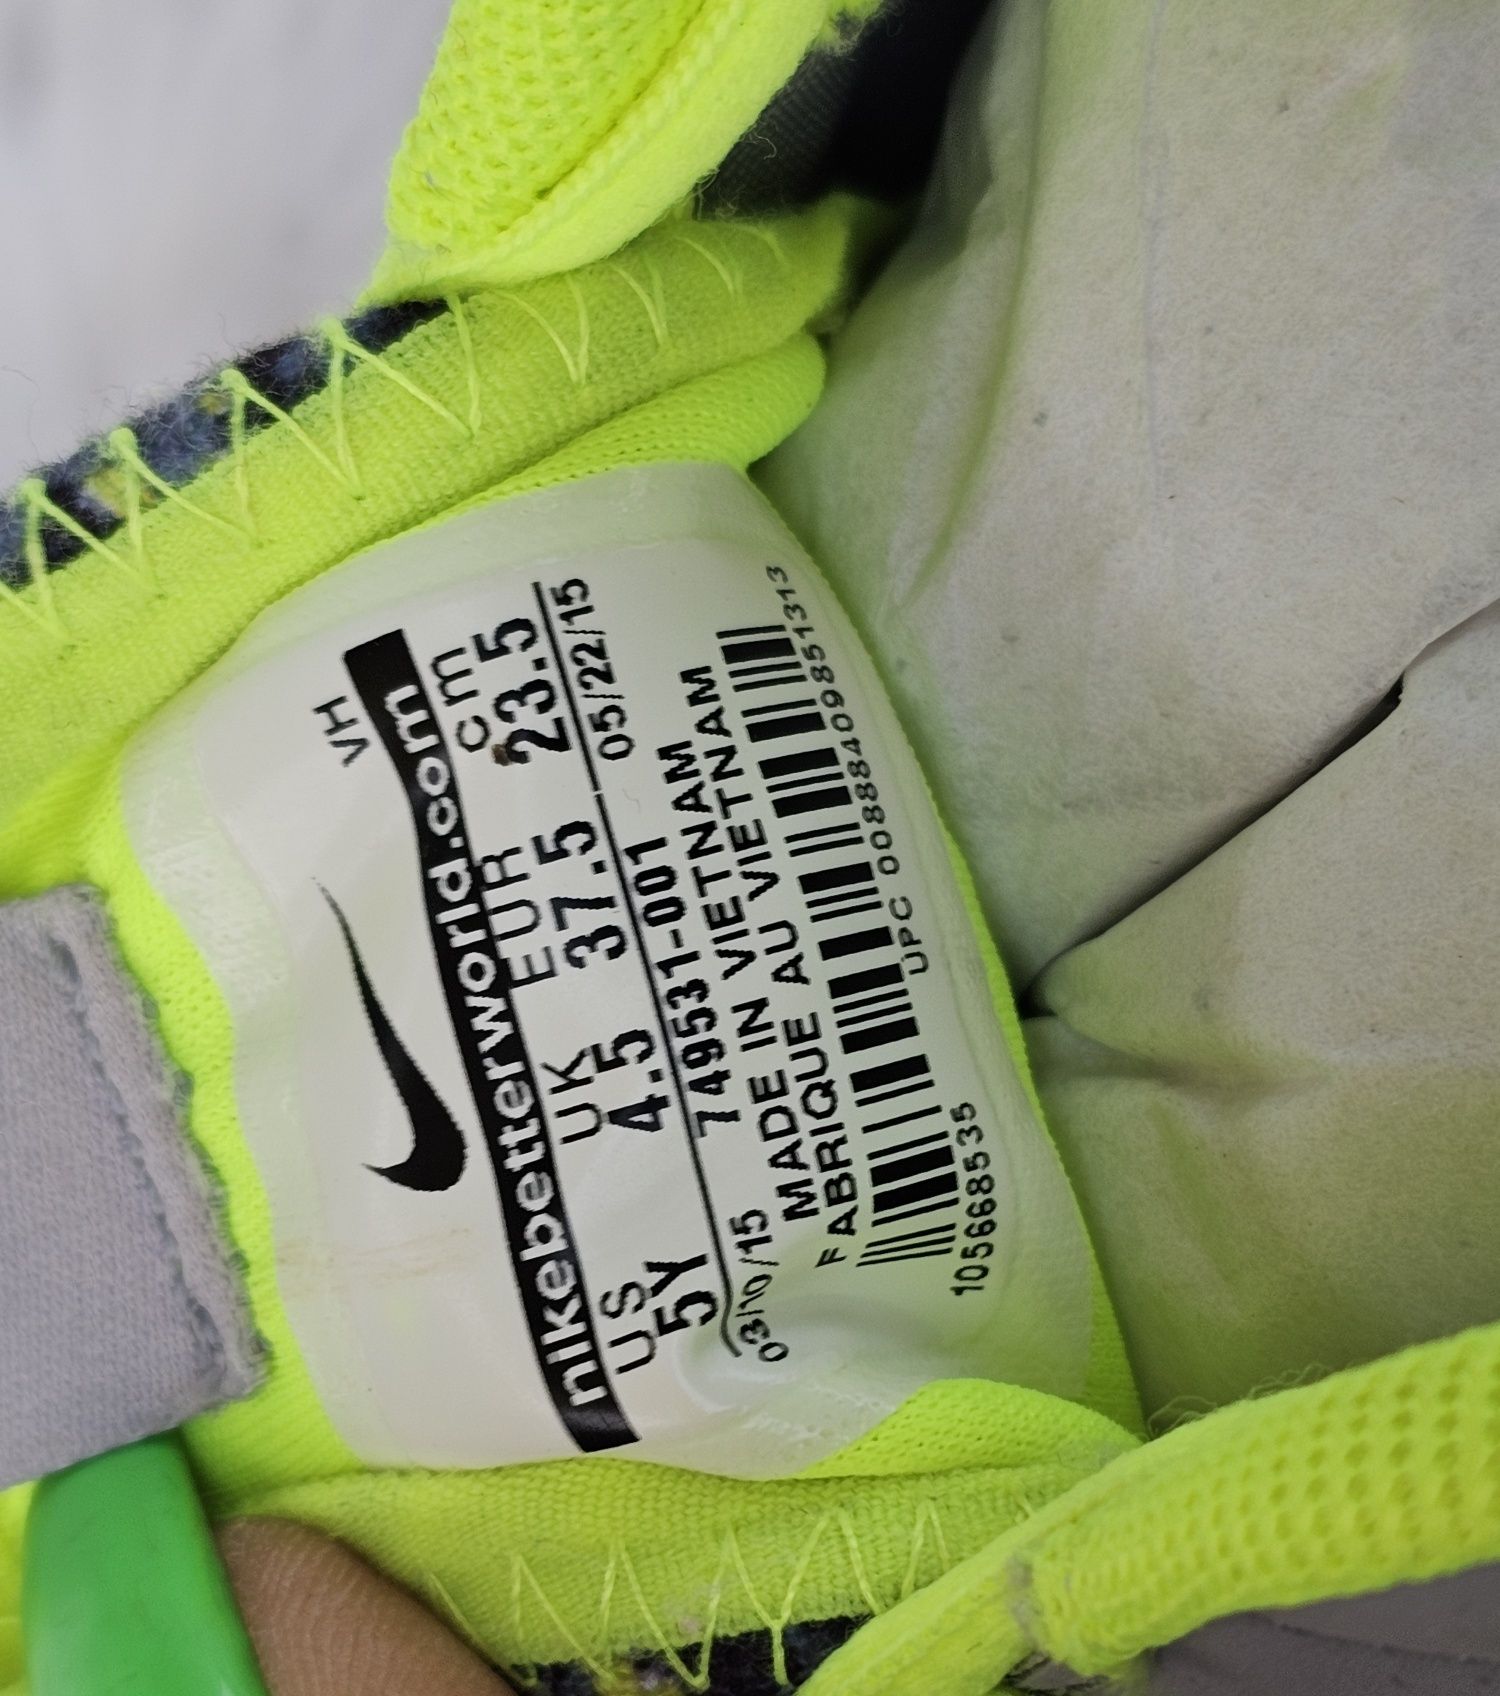 VH
nikebetterworld.com
US UK EUR cm
5Y 4.5 37.5 23.5
03/10/15 749531-001 05/22/15
MADE IN VIETNAM
FABRIQUE AU VIETNAM
105668535 UPC 00888409851313